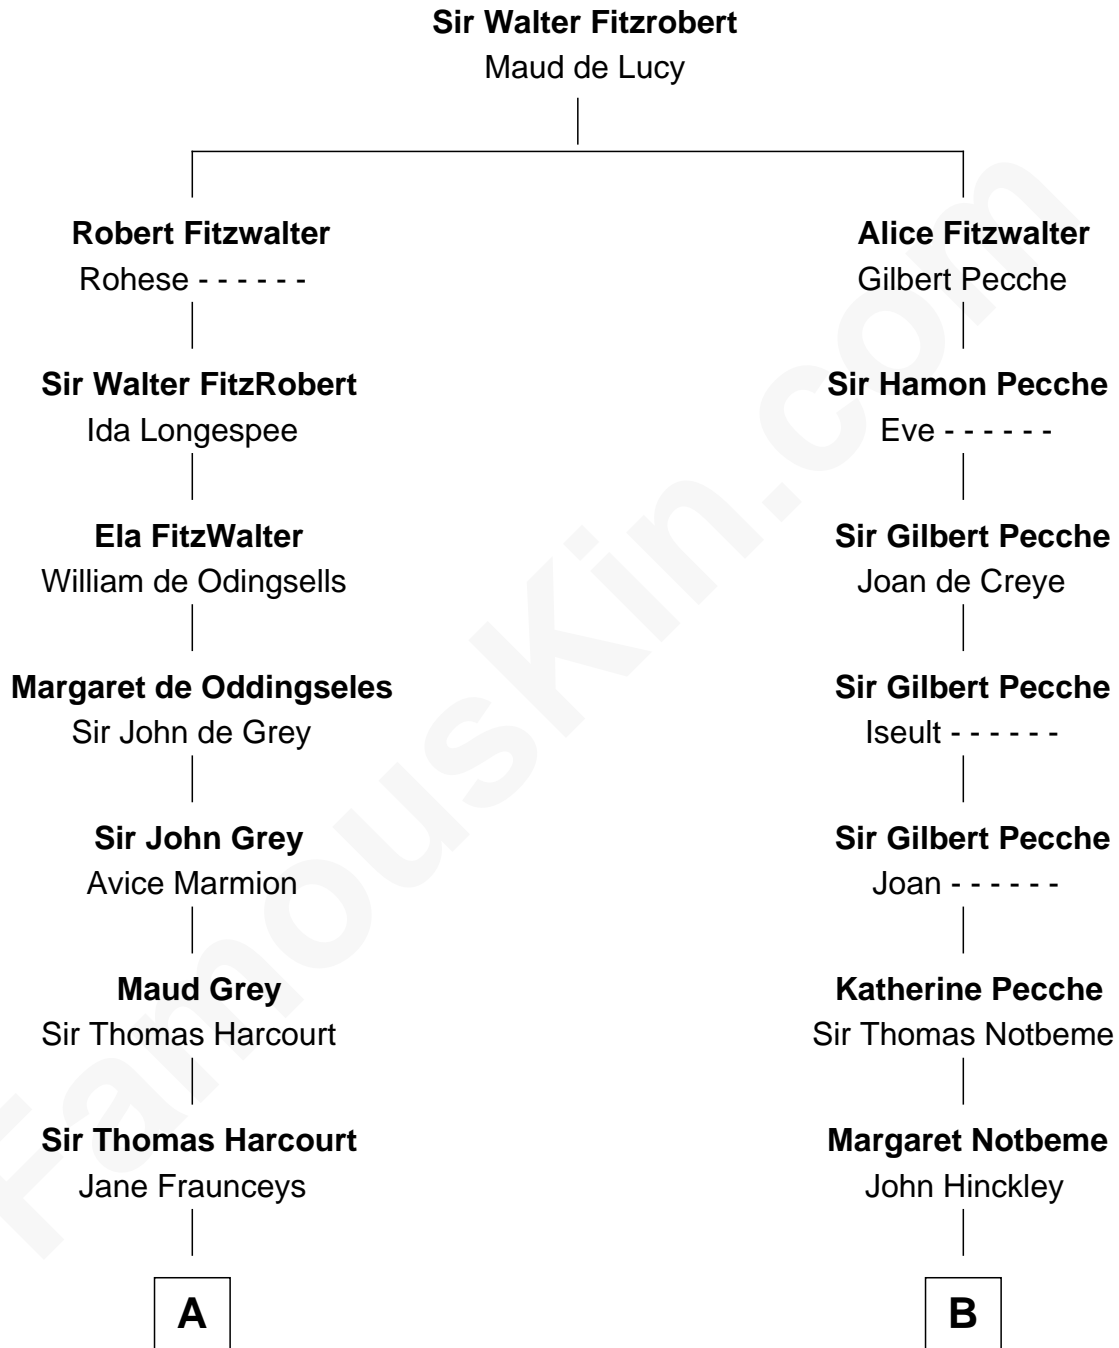 Sir Walter Fitzrobert
Maud de Lucy
Robert Fitzwalter
Rohese - - - - - -
Sir Walter FitzRobert
Ida Longespee
Ela FitzWalter
William de Odingsells
Margaret de Oddingseles
Sir John de Grey
Sir John Grey
Avice Marmion
Maud Grey
Sir Thomas Harcourt
Sir Thomas Harcourt
Jane Fraunceys
A
Alice Fitzwalter
Gilbert Pecche
Sir Hamon Pecche
Eve - - - - - -
Sir Gilbert Pecche
Joan de Creye
Sir Gilbert Pecche
Iseult - - - - - -
Sir Gilbert Pecche
Joan - - - - - -
Katherine Pecche
Sir Thomas Notbeme
Margaret Notbeme
John Hinckley
B
FamousKin.com